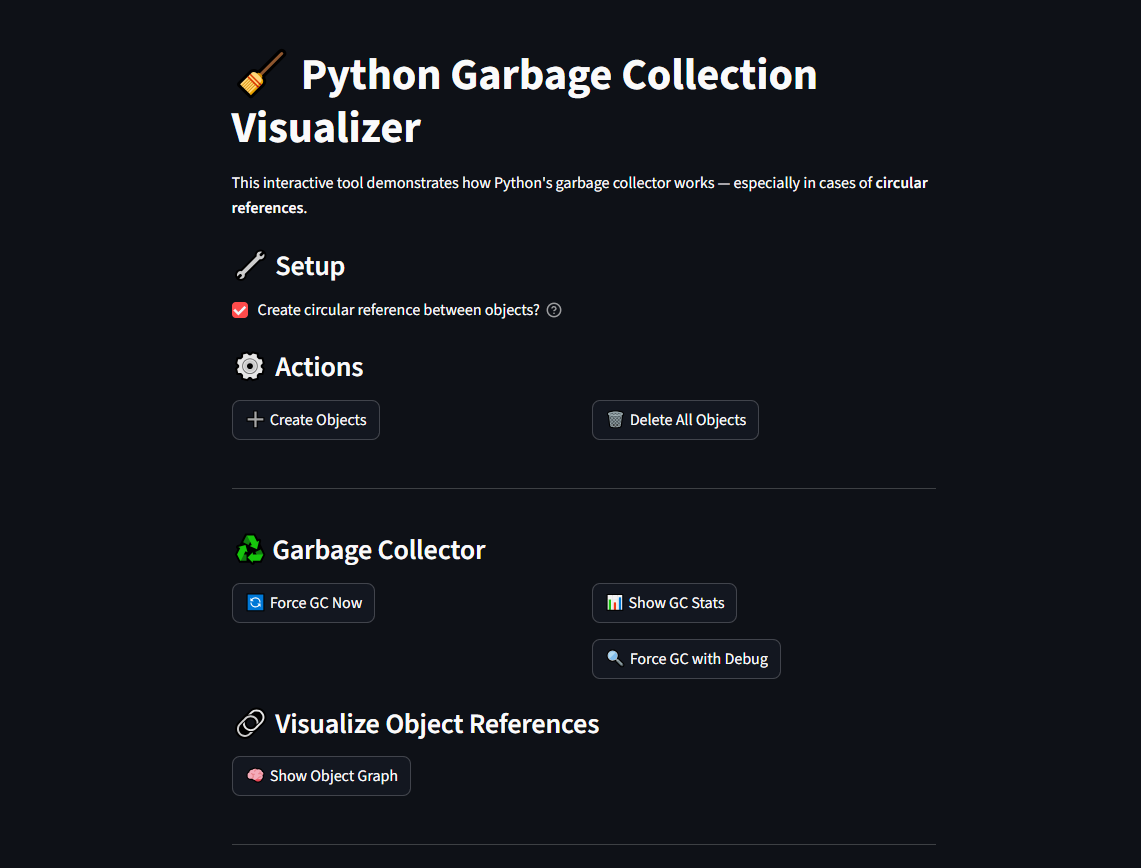 🧹 Python Garbage Collection
Visualizer
This interactive tool demonstrates how Python's garbage collector works — especially in cases of circular
references.
🔧 Setup
Create circular reference between objects?
⚙️ Actions
➕ Create Objects
🗑️ Delete All Objects
♻️ Garbage Collector
🔄 Force GC Now
📊 Show GC Stats
🔍 Force GC with Debug
🔗 Visualize Object References
🧠 Show Object Graph